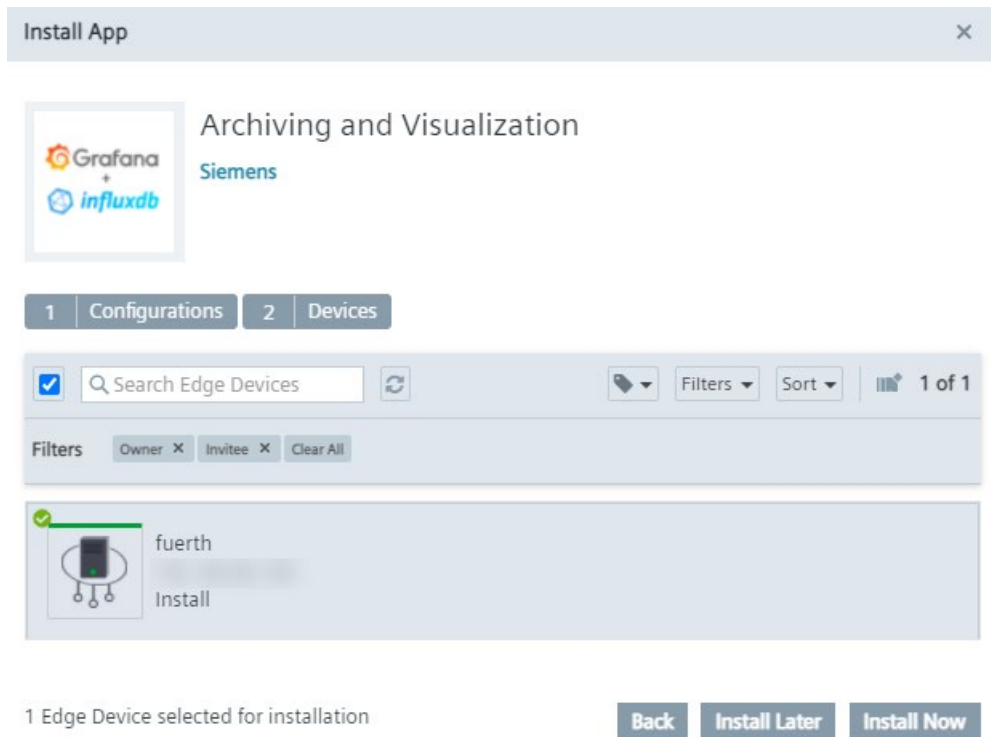 Install App
Grafana
+
influxdb
Archiving and Visualization
Siemens
1 Configurations 2 Devices
Search Edge Devices Filters Sort 1 of 1
Filters Owner × Invitee × Clear All
fuerth
Install
1 Edge Device selected for installation Back Install Later Install Now